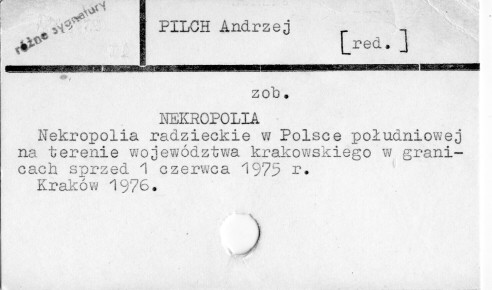 różne sygnatury
PILCH Andrzej
[red.]
zob.
NEKROPOLIA
Nekropolia radzieckie w Polsce południowej
na terenie województwa krakowskiego w grani-
cach sprzed 1 czerwca 1975 r.
Kraków 1976.